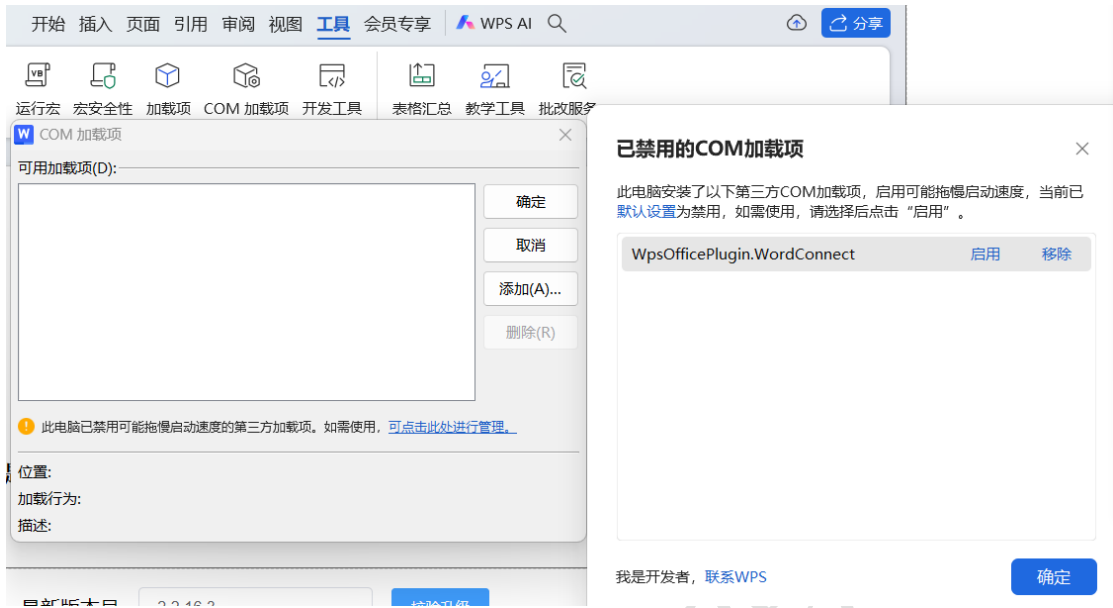 开始 插入 页面 引用 审阅 视图 工具 会员专享 WPS AI 分享
运行宏 宏安全性 加载项 COM 加载项 开发工具 表格汇总 教学工具 批改服务
COM 加载项
可用加载项(D):
确定
取消
添加(A)...
删除(R)
此电脑已禁用可能拖慢启动速度的第三方加载项。如需使用，可点击此处进行管理。
位置:
加载行为:
描述:
已禁用的COM加载项
此电脑安装了以下第三方COM加载项，启用可能拖慢启动速度，当前已
默认设置为禁用，如需使用，请选择后点击“启用”。
WpsOfficePlugin.WordConnect 启用 移除
我是开发者，联系WPS
确定